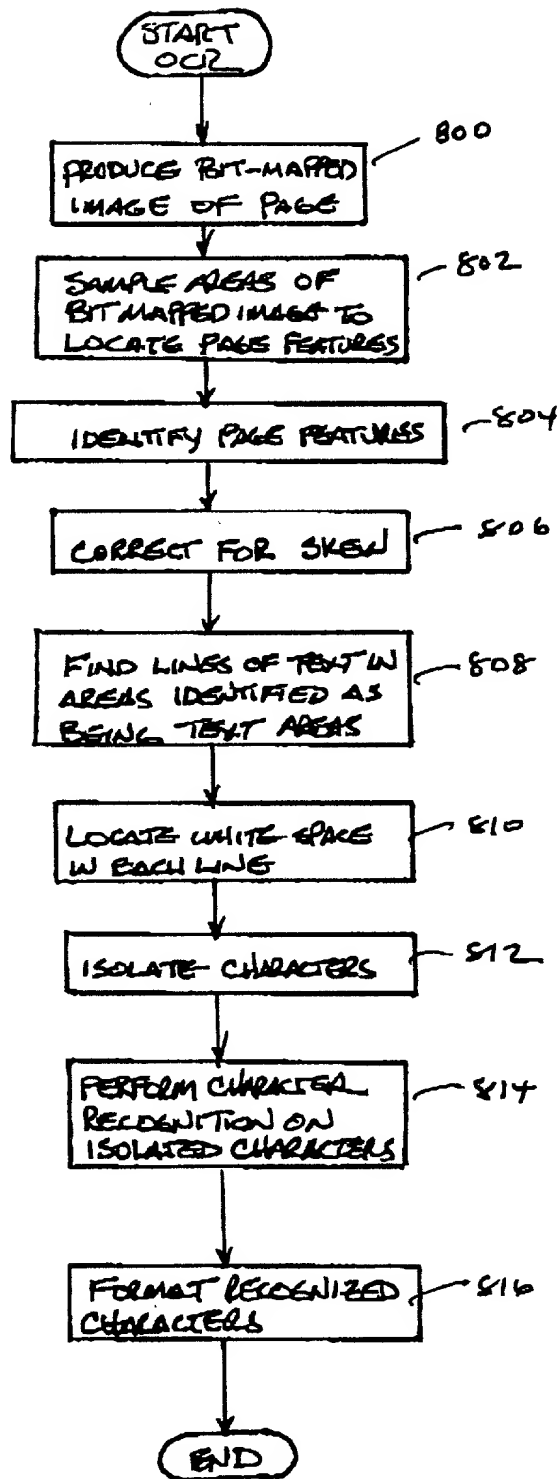 START
OCR
800
PRODUCE BIT-MAPPED
IMAGE OF PAGE
802
SAMPLE AREAS OF
BIT MAPPED IMAGE TO
LOCATE PAGE FEATURES
804
IDENTIFY PAGE FEATURES
806
CORRECT FOR SKEW
808
FIND LINES OF TEXT IN
AREAS IDENTIFIED AS
BEING TEXT AREAS
810
LOCATE WHITE SPACE
IN EACH LINE
812
ISOLATE CHARACTERS
814
PERFORM CHARACTER
RECOGNITION ON
ISOLATED CHARACTERS
816
FORMAT RECOGNIZED
CHARACTERS
END